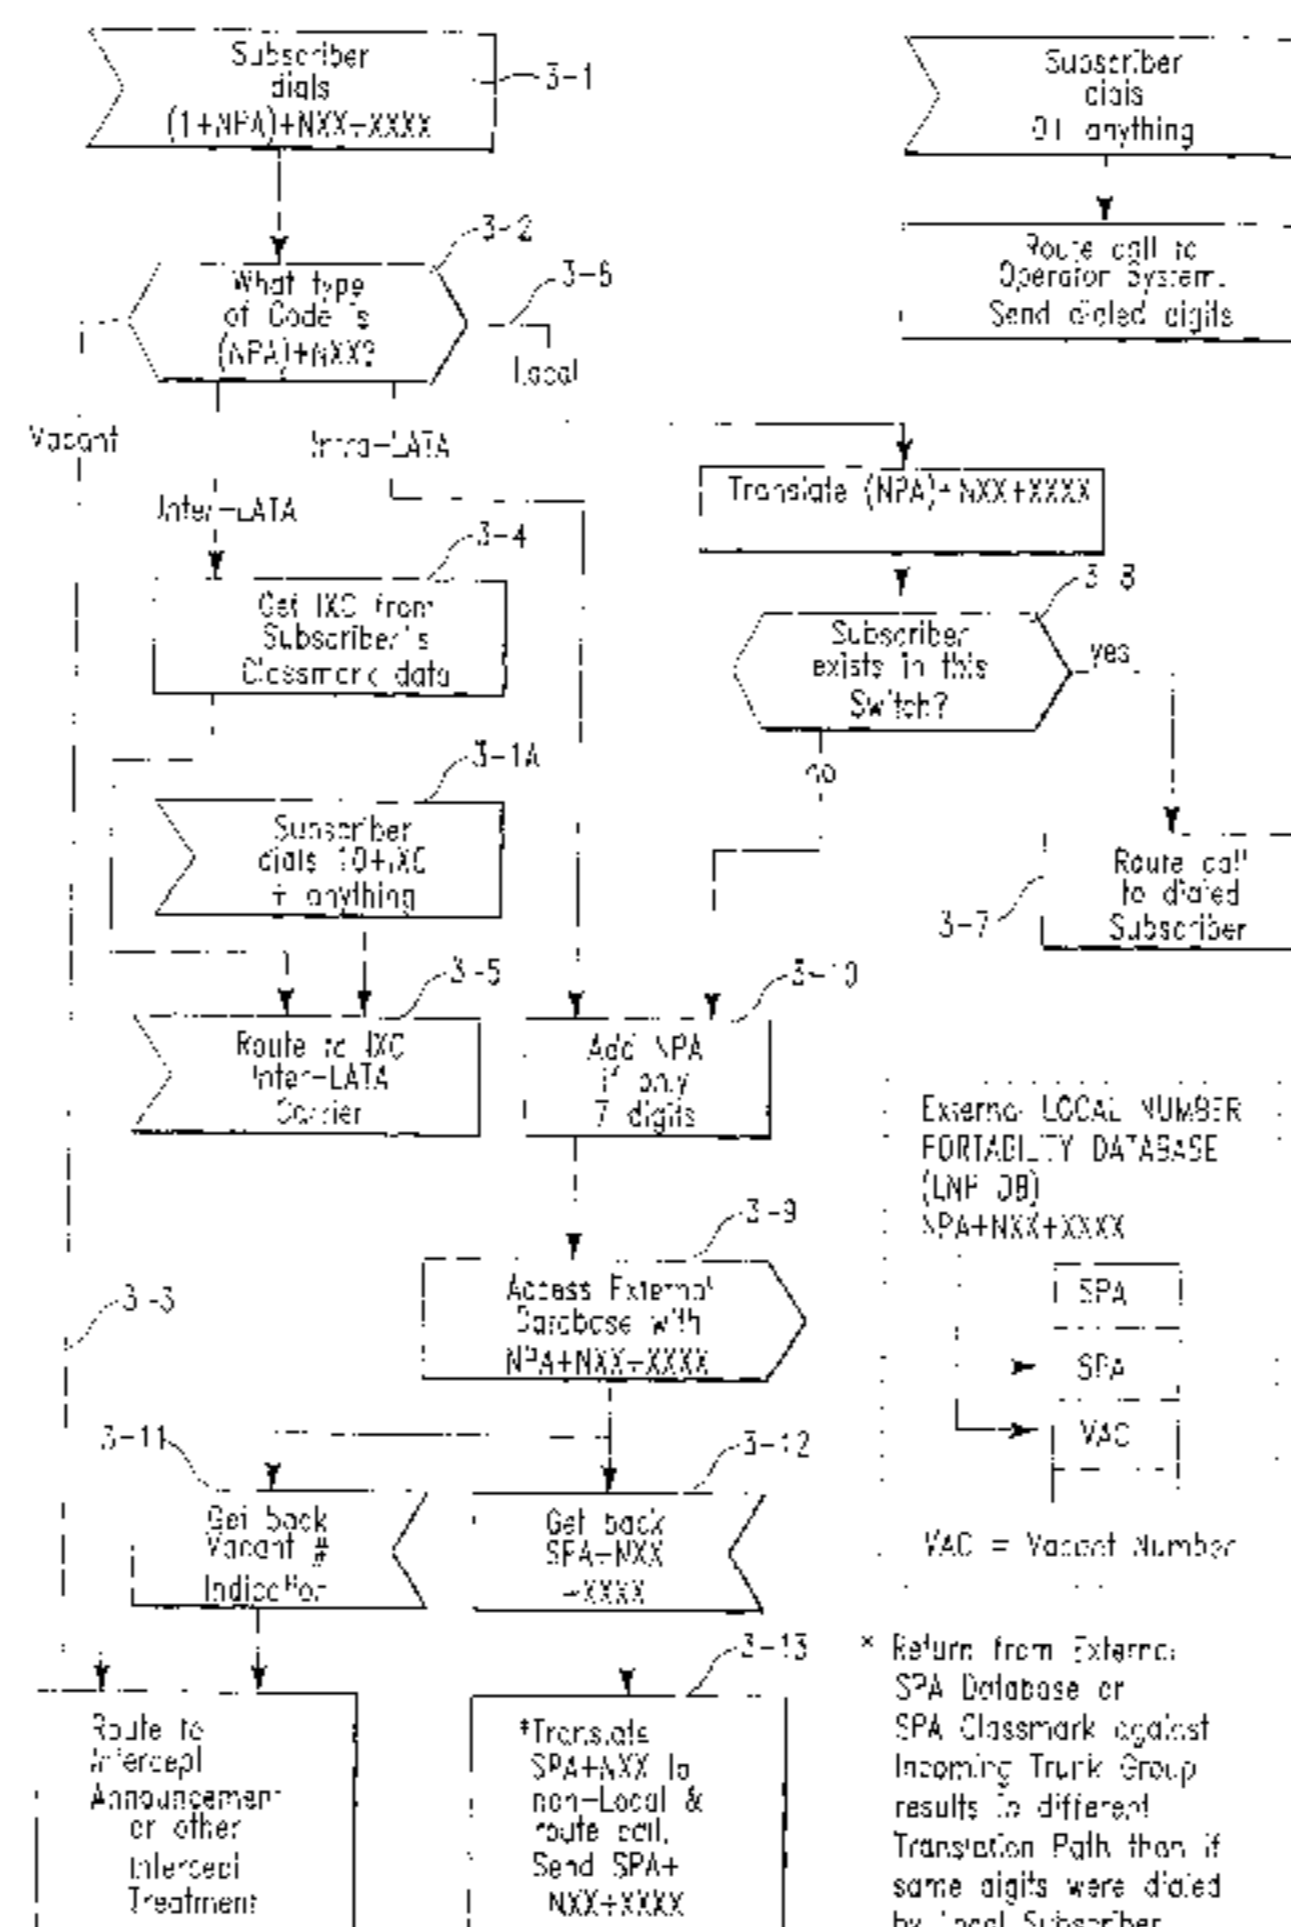 Subscriber
dials
(1+NPA)+NXX+XXXX
3-1
Subscriber
dials
0+ anything
3-2
What type
of Code is
(NPA)+NXX?
3-6
Local
Route call to
Operator System.
Send dialed digits
Vacant
Intra-LATA
Inter-LATA
Translate (NPA)+NXX+XXXX
3-4
Get IXC from
Subscriber's
Classmark data
3-8
Subscriber
exists in this
Switch?
yes
no
3-1A
Subscriber
dials 10+IXC
+ anything
Route call
to dialed
Subscriber
3-7
3-5
Route to IXC
Inter-LATA
Carrier
3-10
Add NPA
if only
7 digits
External LOCAL NUMBER
PORTABILITY DATABASE
(LNP DB)
NPA+NXX+XXXX
SPA
SPA
VAC
VAC = Vacant Number
3-9
Access External
Database with
NPA+NXX+XXXX
3-3
3-11
Get back
Vacant #
Indication
3-12
Get back
SPA+NXX
+XXXX
3-13
Route to
Intercept
Announcement
or other
Intercept
Treatment
*Translate
SPA+NXX to
non-Local &
route call.
Send SPA+
NXX+XXXX
* Return from External
SPA Database or
SPA Classmark against
Incoming Trunk Group
results in different
Translation Path than if
same digits were dialed
by Local Subscriber